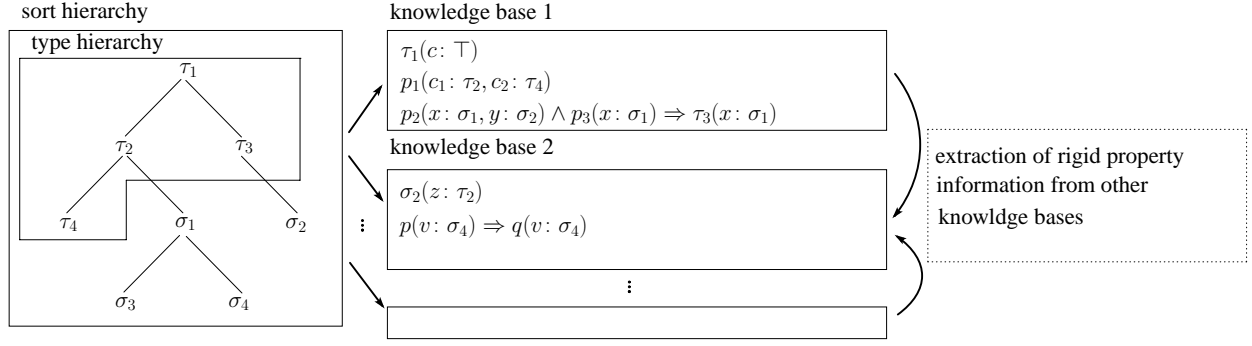 sort hierarchy
type hierarchy
τ₁
τ₂ τ₃
τ₄ σ₁ σ₂
σ₃ σ₄
⋮
knowledge base 1
τ₁(c: ⊤)
p₁(c₁: τ₂, c₂: τ₄)
p₂(x: σ₁, y: σ₂) ∧ p₃(x: σ₁) ⇒ τ₃(x: σ₁)
knowledge base 2
σ₂(z: τ₂)
p(v: σ₄) ⇒ q(v: σ₄)
⋮
extraction of rigid property
information from other
knowldge bases